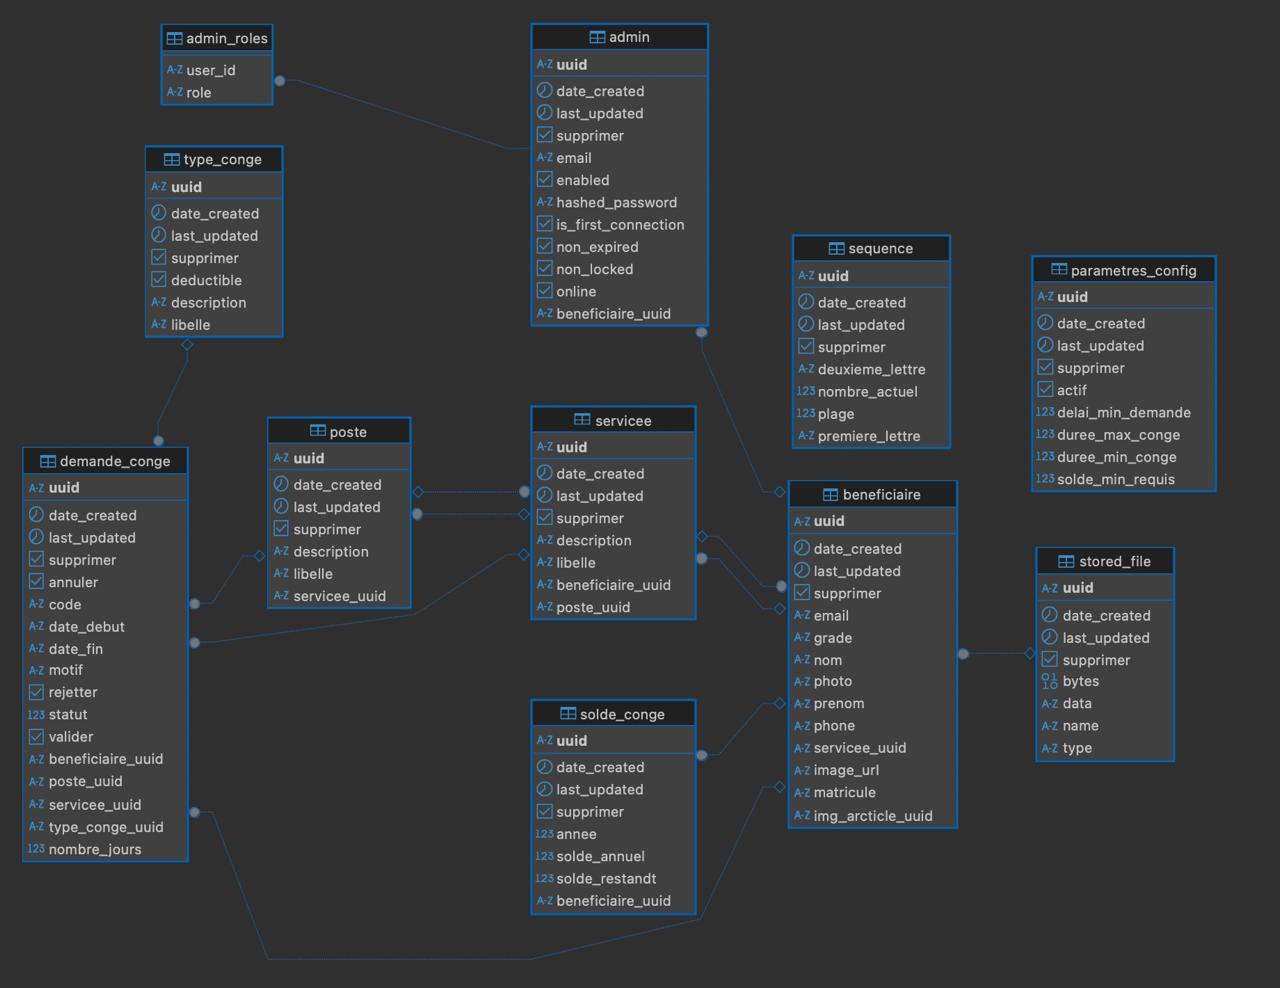 admin_roles
A-Z user_id
A-Z role
admin
A-Z uuid
date_created
last_updated
supprimer
A-Z email
enabled
A-Z hashed_password
is_first_connection
non_expired
non_locked
online
A-Z beneficiaire_uuid
type_conge
A-Z uuid
date_created
last_updated
supprimer
deductible
A-Z description
A-Z libelle
sequence
A-Z uuid
date_created
last_updated
supprimer
A-Z deuxieme_lettre
123 nombre_actuel
123 plage
A-Z premiere_lettre
parametres_config
A-Z uuid
date_created
last_updated
supprimer
actif
123 delai_min_demande
123 duree_max_conge
123 duree_min_conge
123 solde_min_requis
demande_conge
A-Z uuid
date_created
last_updated
supprimer
annuler
A-Z code
A-Z date_debut
A-Z date_fin
A-Z motif
rejetter
123 statut
valider
A-Z beneficiaire_uuid
A-Z poste_uuid
A-Z servicee_uuid
A-Z type_conge_uuid
123 nombre_jours
poste
A-Z uuid
date_created
last_updated
supprimer
A-Z description
A-Z libelle
A-Z servicee_uuid
servicee
A-Z uuid
date_created
last_updated
supprimer
A-Z description
A-Z libelle
A-Z beneficiaire_uuid
A-Z poste_uuid
beneficiaire
A-Z uuid
date_created
last_updated
supprimer
A-Z email
A-Z grade
A-Z nom
A-Z photo
A-Z prenom
A-Z phone
A-Z servicee_uuid
A-Z image_url
A-Z matricule
A-Z img_arcticle_uuid
stored_file
A-Z uuid
date_created
last_updated
supprimer
0110 bytes
A-Z data
A-Z name
A-Z type
solde_conge
A-Z uuid
date_created
last_updated
supprimer
123 annee
123 solde_annuel
123 solde_restandt
A-Z beneficiaire_uuid